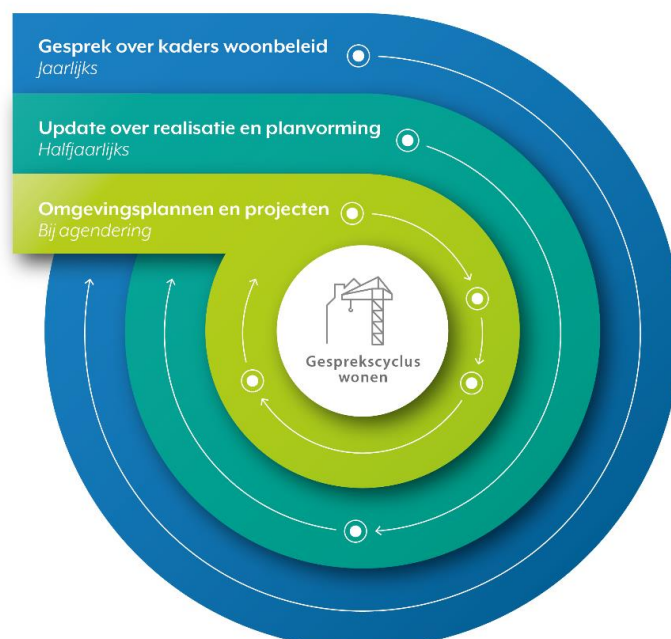 Gesprek over kaders woonbeleid
Jaarlijks
Update over realisatie en planvorming
Halfjaarlijks
Omgevingsplannen en projecten
Bij agendering
Gesprekscyclus
wonen